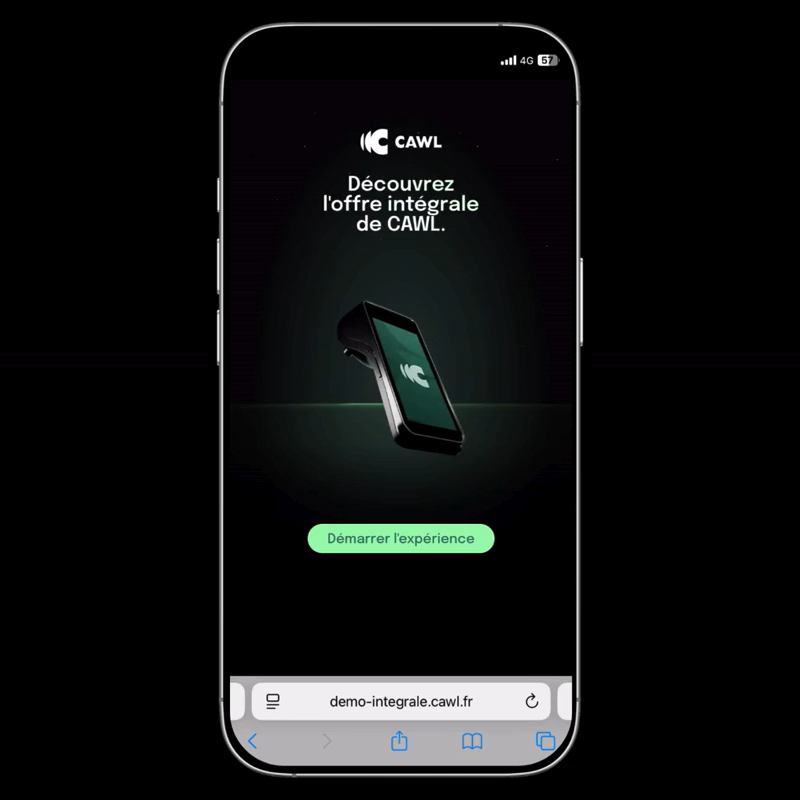 4G 57
CAWL
Découvrez
l'offre intégrale
de CAWL.
Démarrer l'expérience
demo-integrale.cawl.fr